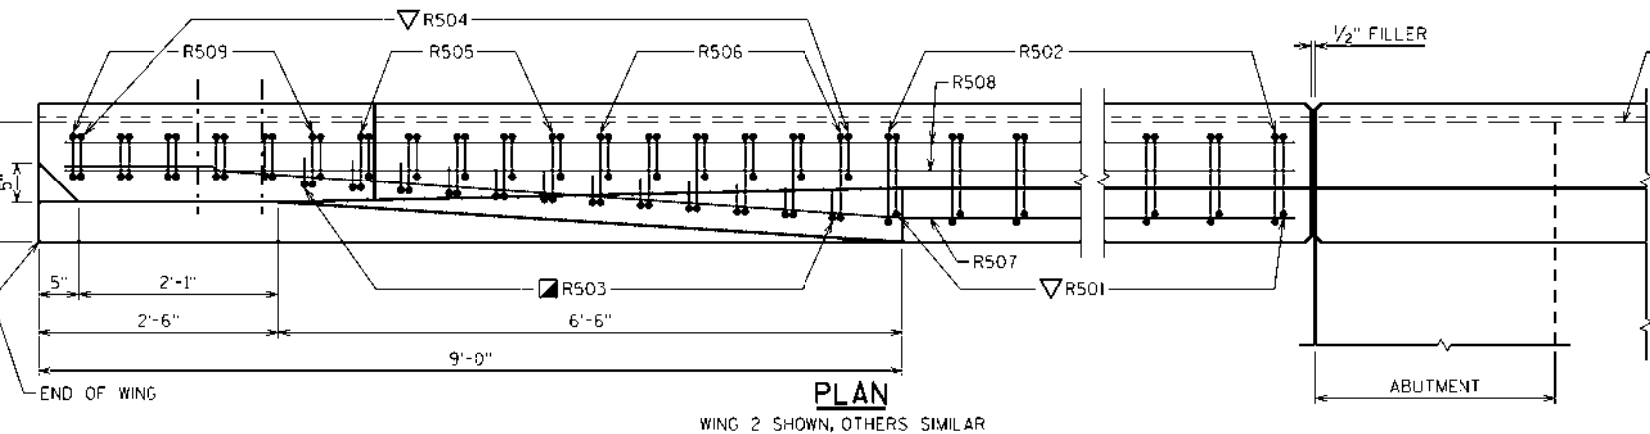 R504
1/2" FILLER
R509
R505
R506
R502
R508
5"
R507
5"
2'-1"
R503
R501
2'-6"
6'-6"
9'-0"
END OF WING
PLAN
ABUTMENT
WING 2 SHOWN, OTHERS SIMILAR